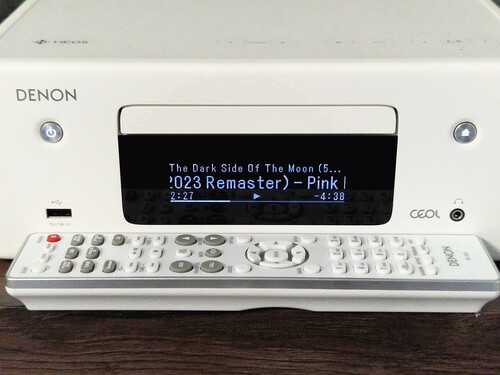 HEOS
DENON
The Dark Side Of The Moon (5...
2023 Remaster) – Pink
2:27 -4:38
CEOL
DENON